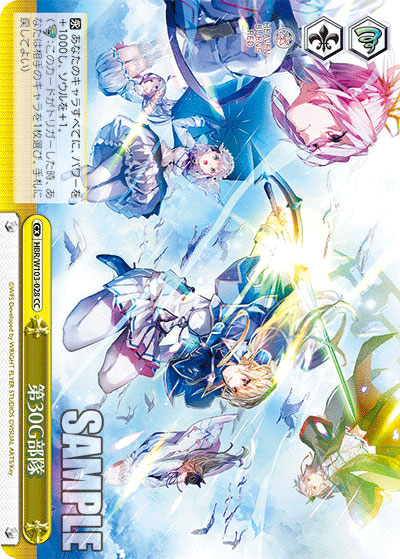 HEAVEN
BURNS
RED
永 あなたのキャラすべてに、パワーを
+1000し、ソウルを+1。
(:このカードがトリガーした時、あ
なたは相手のキャラを1枚選び、手札に
戻してよい)
CX HBR/W103-028 CC
第30G部隊
©WFS Developed by WRIGHT FLYER STUDIOS ©VISUAL ARTS/Key
SAMPLE